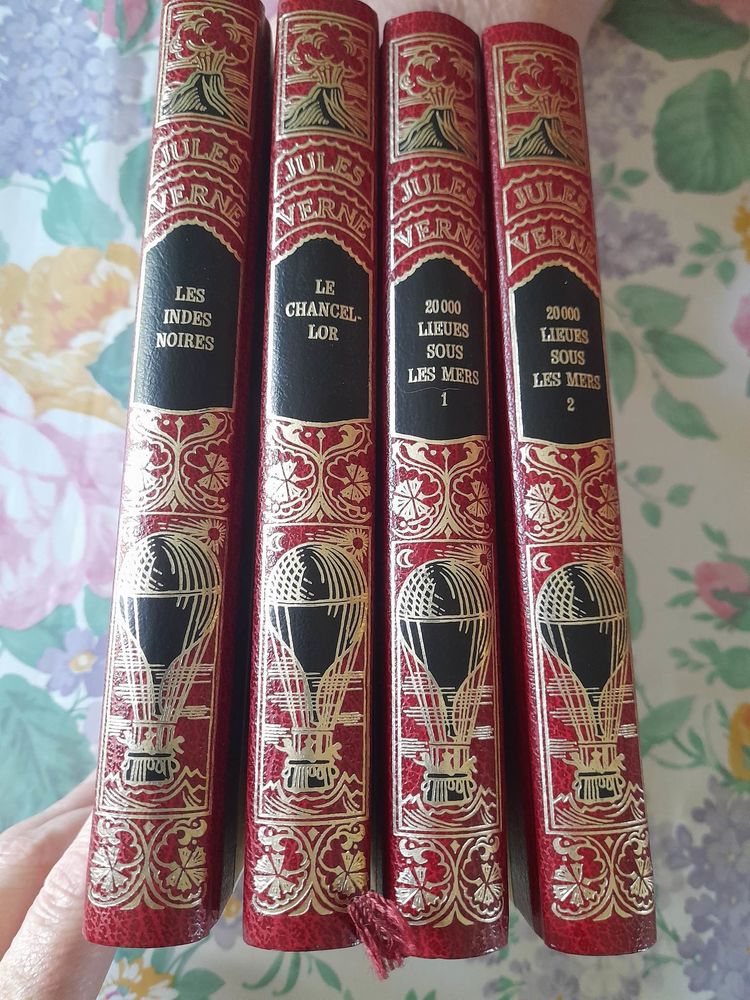 JULES
VERNE
LES
INDES
NOIRES
JULES
VERNE
LE
CHANCEL-
LOR
JULES
VERNE
20000
LIEUES
SOUS
LES MERS
1
JULES
VERNE
20000
LIEUES
SOUS
LES MERS
2